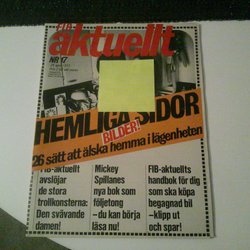 FIB
aktuellt
NR 17
HEMLIGA SIDOR
BILDER!
26 sätt att älska hemma i lägenheten
FIB-aktuellt
avslöjar
de stora
trollkonsterna:
Den svävande
damen!
Mickey
Spillanes
nya bok som
följetong
– du kan börja
läsa nu!
FIB-aktuellts
handbok för dig
som ska köpa
begagnad bil
– klipp ut
och spar!